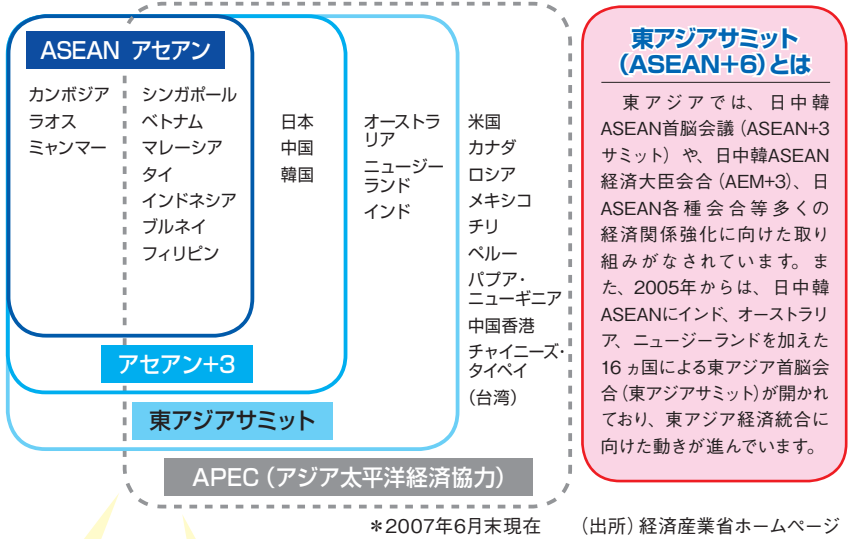 ASEAN アセアン
カンボジア
ラオス
ミャンマー
シンガポール
ベトナム
マレーシア
タイ
インドネシア
ブルネイ
フィリピン
日本
中国
韓国
オーストラ
リア
ニュージー
ランド
インド
米国
カナダ
ロシア
メキシコ
チリ
ペルー
パプア・
ニューギニア
中国香港
チャイニーズ・
タイペイ
(台湾)
アセアン+3
東アジアサミット
APEC(アジア太平洋経済協力)
東アジアサミット
(ASEAN+6)とは
東アジアでは、日中韓
ASEAN首脳会議(ASEAN+3
サミット)や、日中韓ASEAN
経済大臣会合(AEM+3)、日
ASEAN各種会合等多くの
経済関係強化に向けた取り
組みがなされています。ま
た、2005年からは、日中韓
ASEANにインド、オーストラリ
ア、ニュージーランドを加えた
16ヵ国による東アジア首脳会
合(東アジアサミット)が開かれ
ており、東アジア経済統合に
向けた動きが進んでいます。
*2007年6月末現在 (出所)経済産業省ホームページ